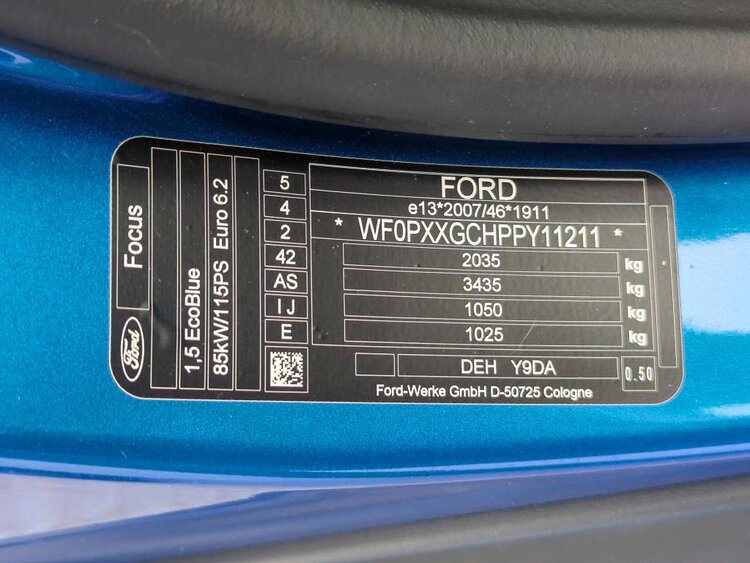 Focus
Ford
1,5 EcoBlue
85kW/115PS Euro 6.2
5
4
2
42
AS
I J
E
FORD
e13*2007/46*1911
* WF0PXXGCHPPY11211 *
2035 kg
3435 kg
1050 kg
1025 kg
DEH Y9DA
0.50
Ford-Werke GmbH D-50725 Cologne